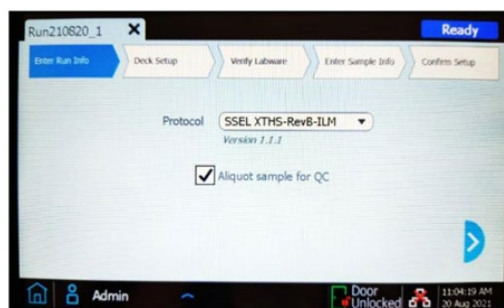 Run210820_1
Ready
Enter Run Info
Deck Setup
Verify Labware
Enter Sample Info
Confirm Setup
Protocol SSEL XTHS-RevB-ILM
Version 1.1.1
Aliquot sample for QC
Admin
Door
Unlocked
11:04:19 AM
20 Aug 2021